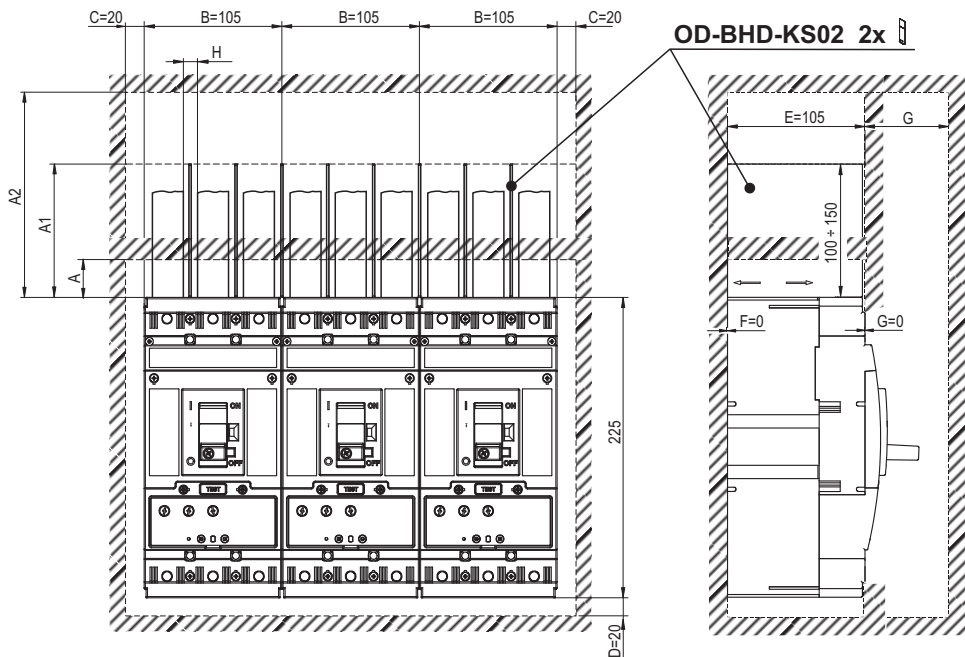 C=20
B=105
B=105
B=105
C=20
H
OD-BHD-KS02 2x
E=105
G
A2
A1
A
100 ÷ 150
F=0
G=0
I
ON
OFF
TEST
I
ON
OFF
TEST
I
ON
OFF
TEST
225
D=20